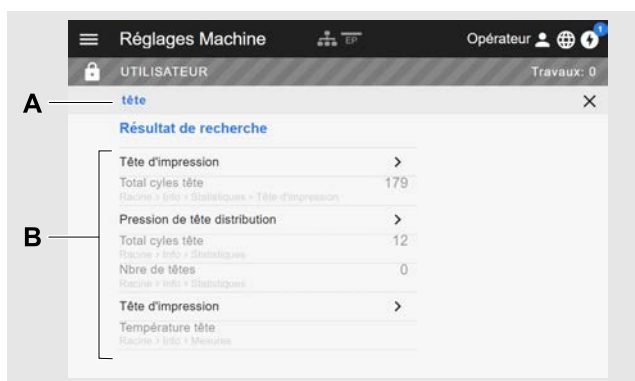 Réglages Machine EP Opérateur 1
UTILISATEUR Travaux: 0
A tête
Résultat de recherche
Tête d'impression
Total cyles tête 179
Racine > Info > Statistiques > Tête d'impression
Pression de tête distribution
B
Total cyles tête 12
Racine > Info > Statistiques
Nbre de têtes 0
Racine > Info > Statistiques
Tête d'impression
Température tête
Racine > Info > Mesures